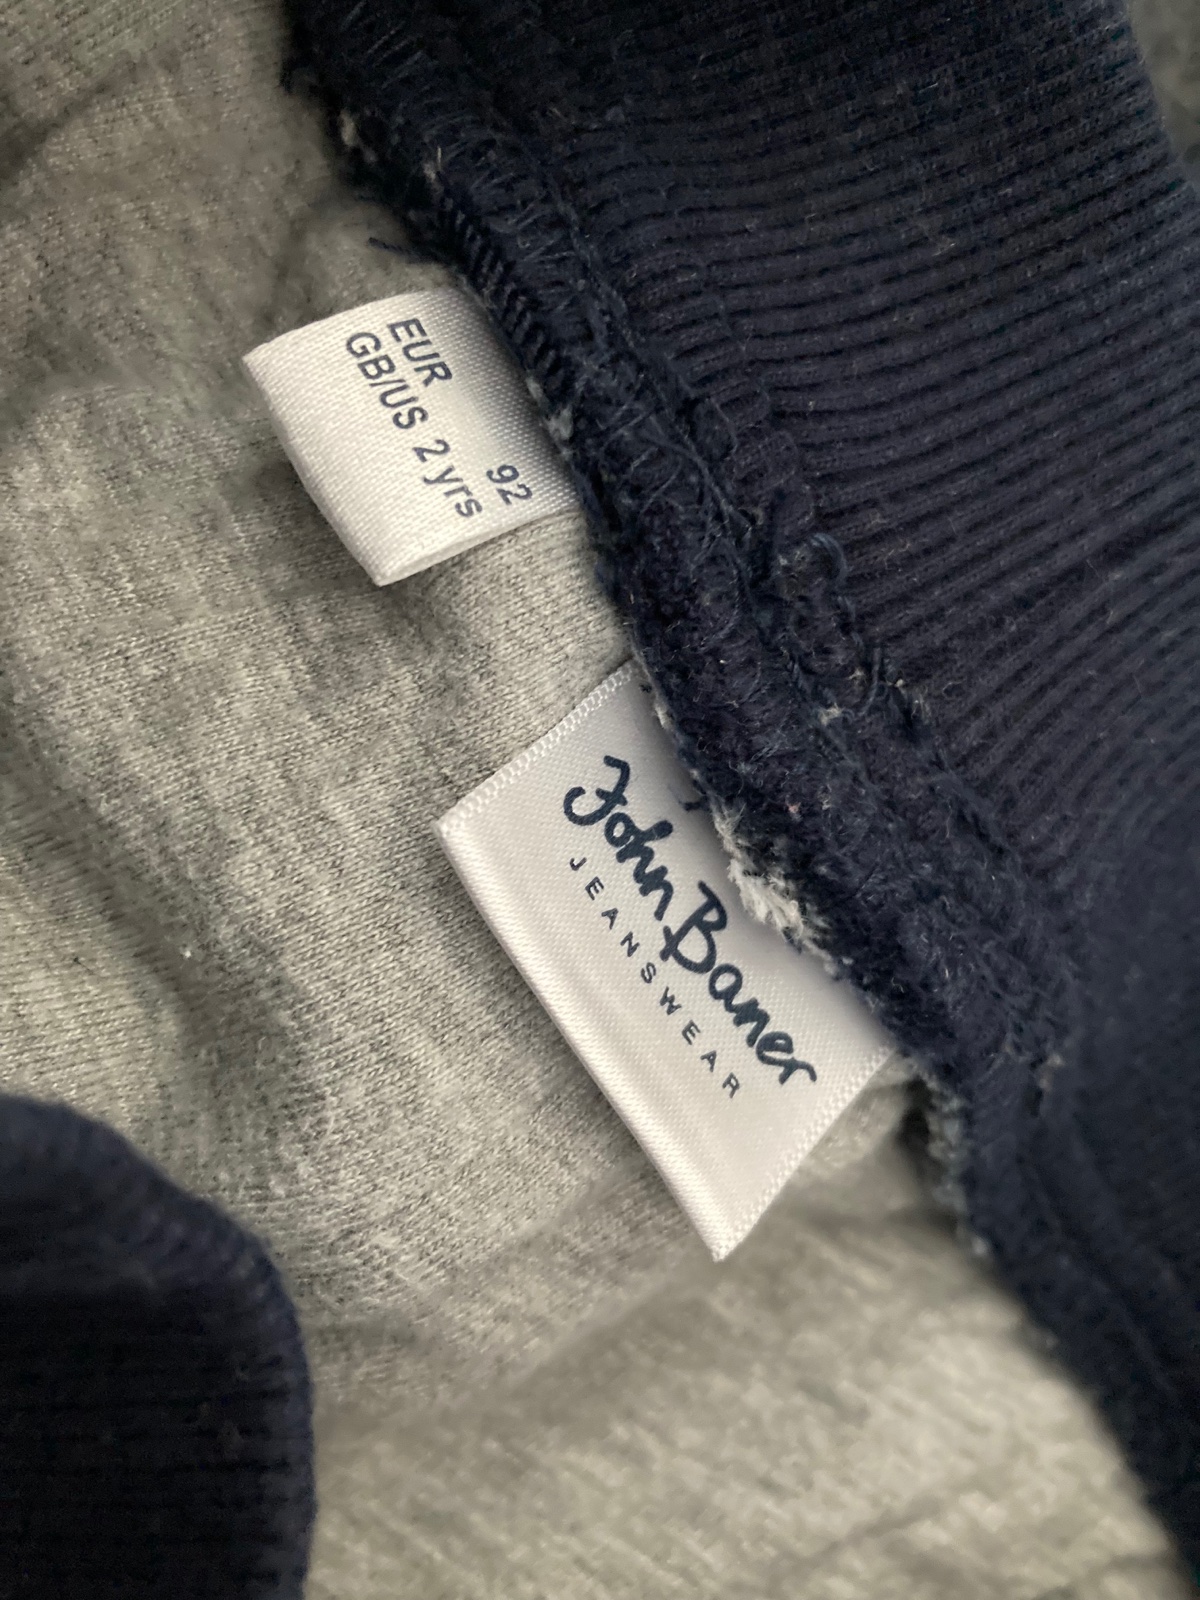 EUR 92
GB/US 2 yrs
John Baner
JEANSWEAR